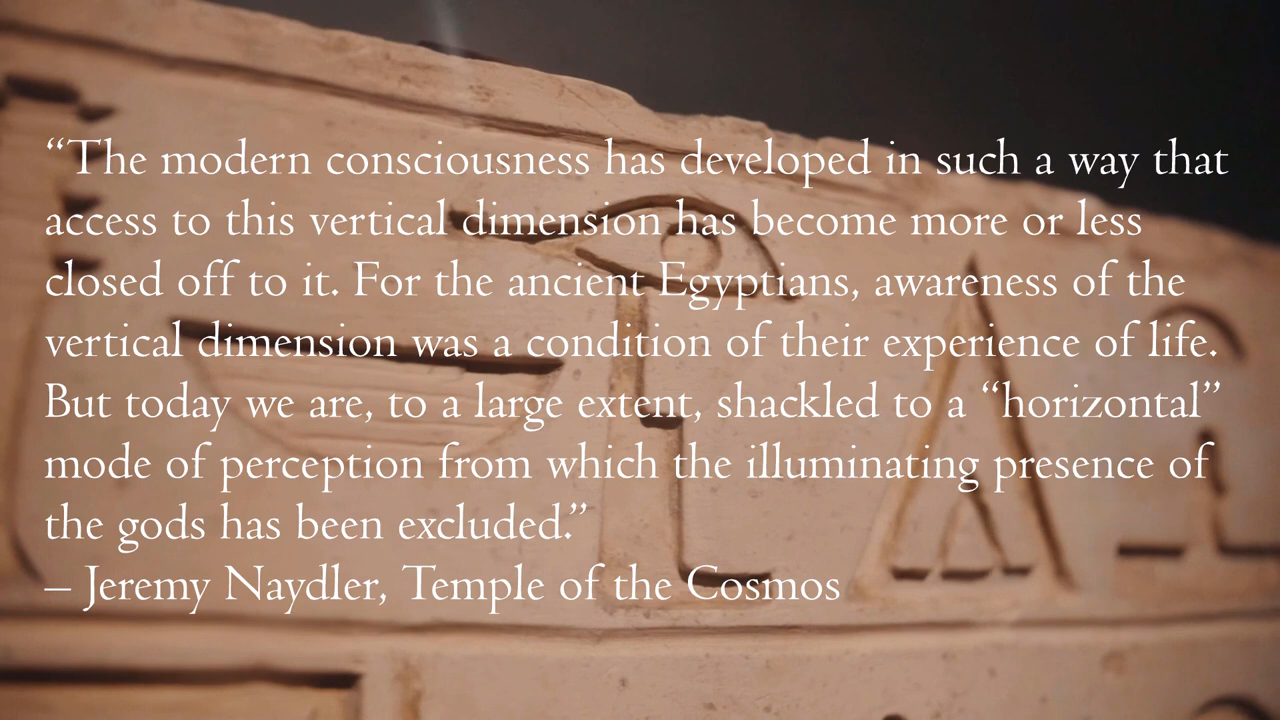 “The modern consciousness has developed in such a way that
access to this vertical dimension has become more or less
closed off to it. For the ancient Egyptians, awareness of the
vertical dimension was a condition of their experience of life.
But today we are, to a large extent, shackled to a “horizontal”
mode of perception from which the illuminating presence of
the gods has been excluded.”
– Jeremy Naydler, Temple of the Cosmos